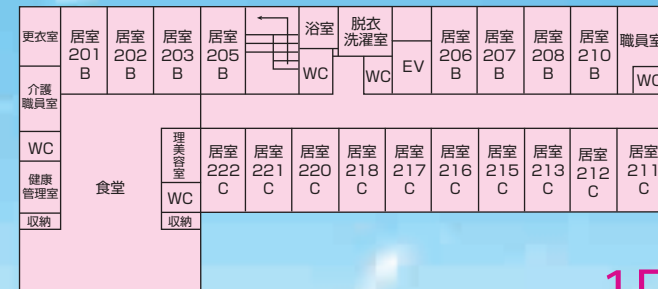 更衣室
居室
201
B
居室
202
B
居室
203
B
居室
205
B
浴室
脱衣
洗濯室
WC
WC
EV
居室
206
B
居室
207
B
居室
208
B
居室
210
B
職員室
WC
介護
職員室
WC
健康
管理室
収納
食堂
理美容室
WC
収納
居室
222
C
居室
221
C
居室
220
C
居室
218
C
居室
217
C
居室
216
C
居室
215
C
居室
213
C
居室
212
C
居室
211
C